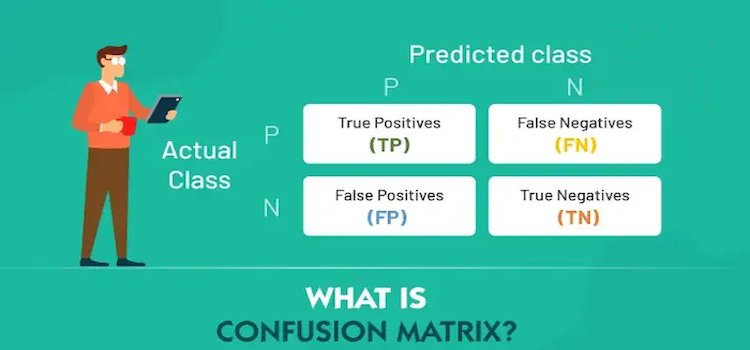 Predicted class
P N
Actual
Class
P
True Positives
(TP)
False Negatives
(FN)
N
False Positives
(FP)
True Negatives
(TN)
WHAT IS
CONFUSION MATRIX?